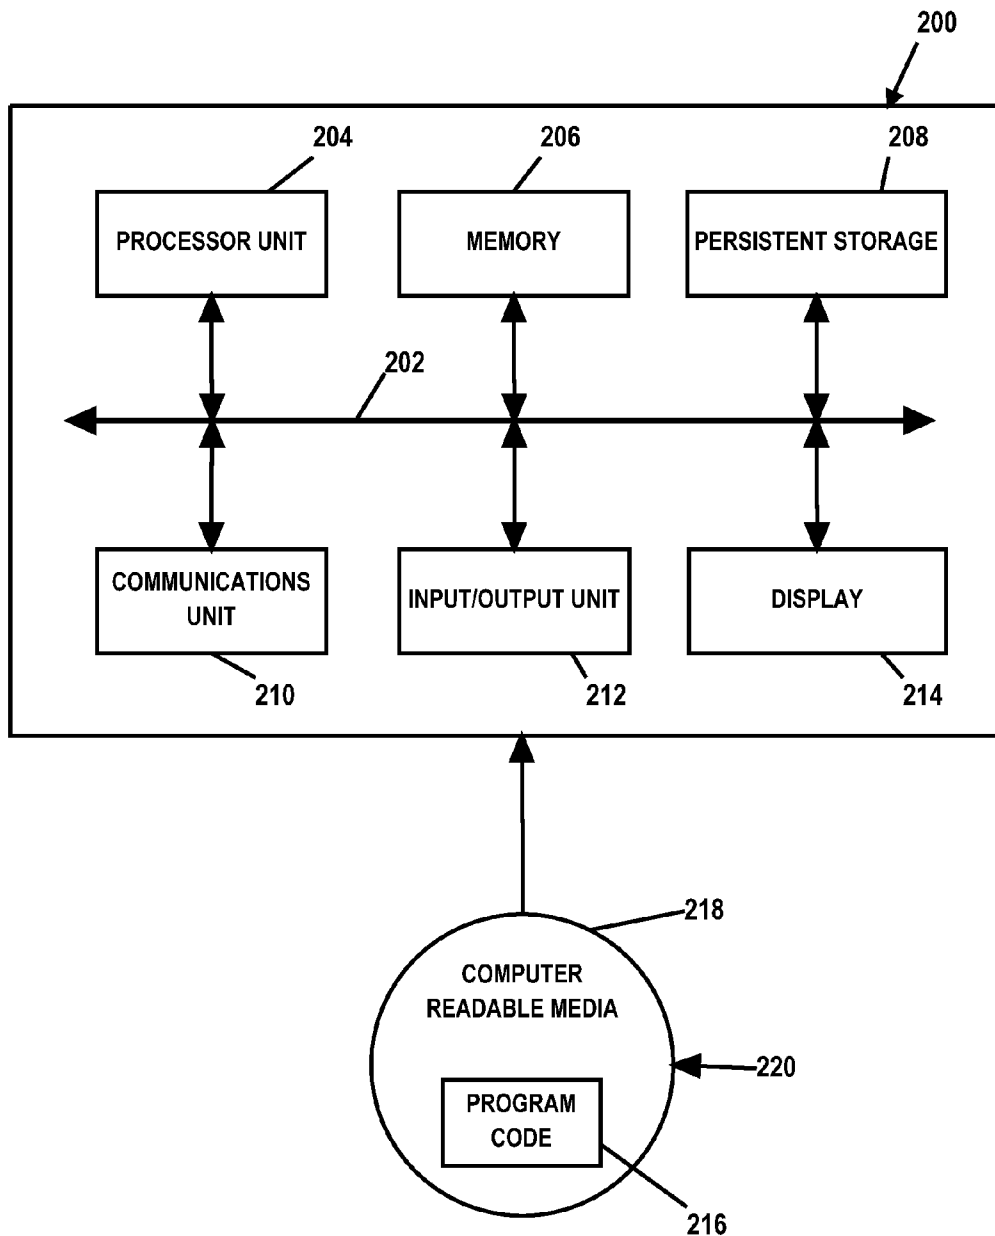 200
204
206
208
PROCESSOR UNIT
MEMORY
PERSISTENT STORAGE
202
COMMUNICATIONS
UNIT
INPUT/OUTPUT UNIT
DISPLAY
210
212
214
218
COMPUTER
READABLE MEDIA
220
PROGRAM
CODE
216